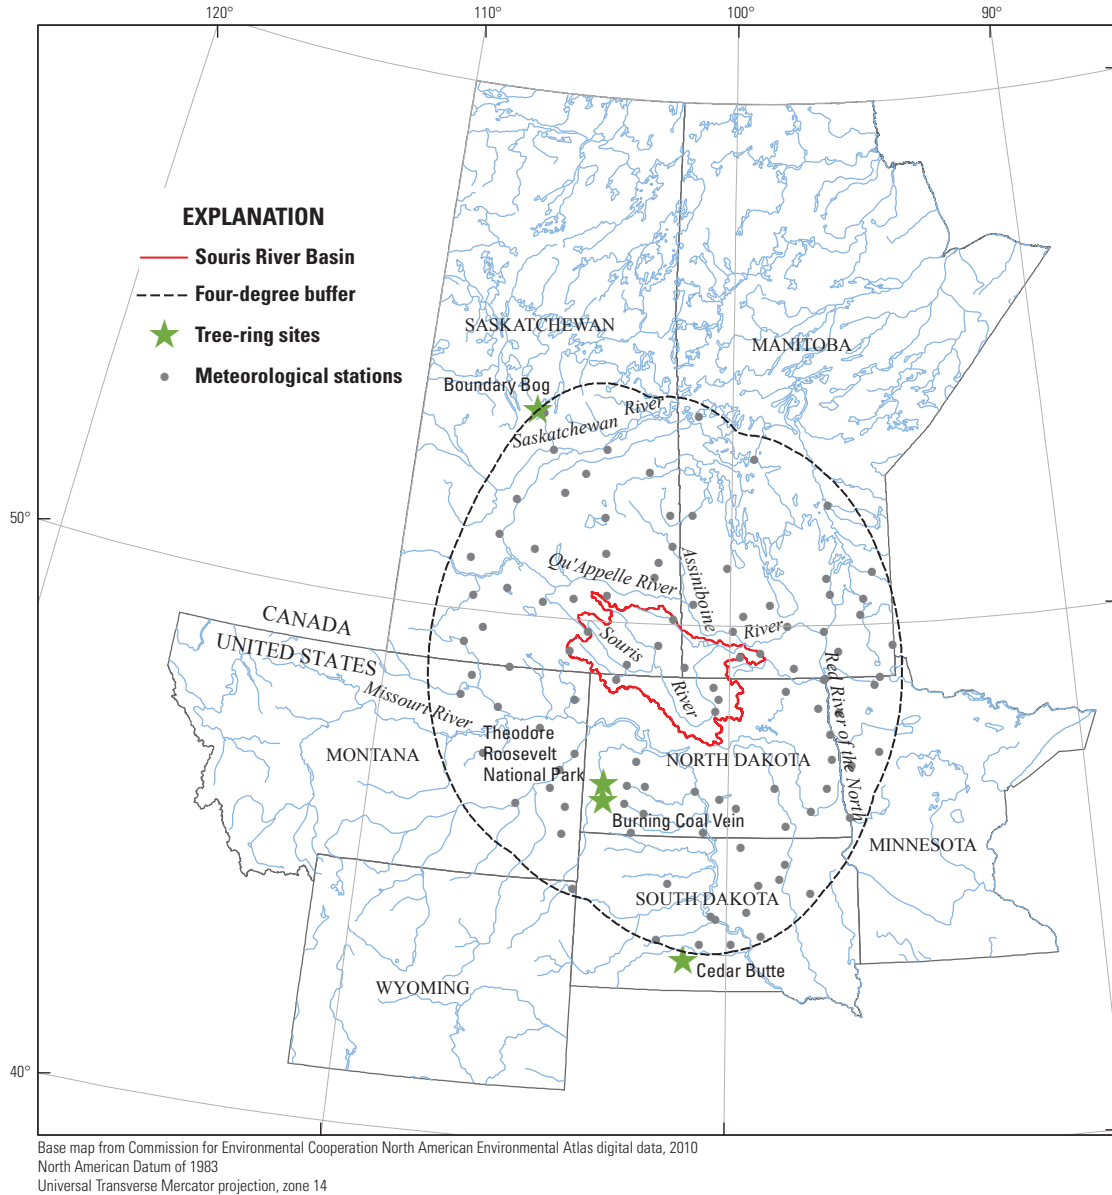 120°
110°
100°
90°
EXPLANATION
Souris River Basin
Four-degree buffer
Tree-ring sites
Meteorological stations
SASKATCHEWAN
MANITOBA
Boundary Bog
Saskatchewan River
50°
Qu'Appelle River
Assiniboine River
CANADA
UNITED STATES
Souris River
Missouri River
Red River of the North
Theodore
Roosevelt
National Park
MONTANA
NORTH DAKOTA
Burning Coal Vein
MINNESOTA
SOUTH DAKOTA
Cedar Butte
WYOMING
40°
Base map from Commission for Environmental Cooperation North American Environmental Atlas digital data, 2010
North American Datum of 1983
Universal Transverse Mercator projection, zone 14